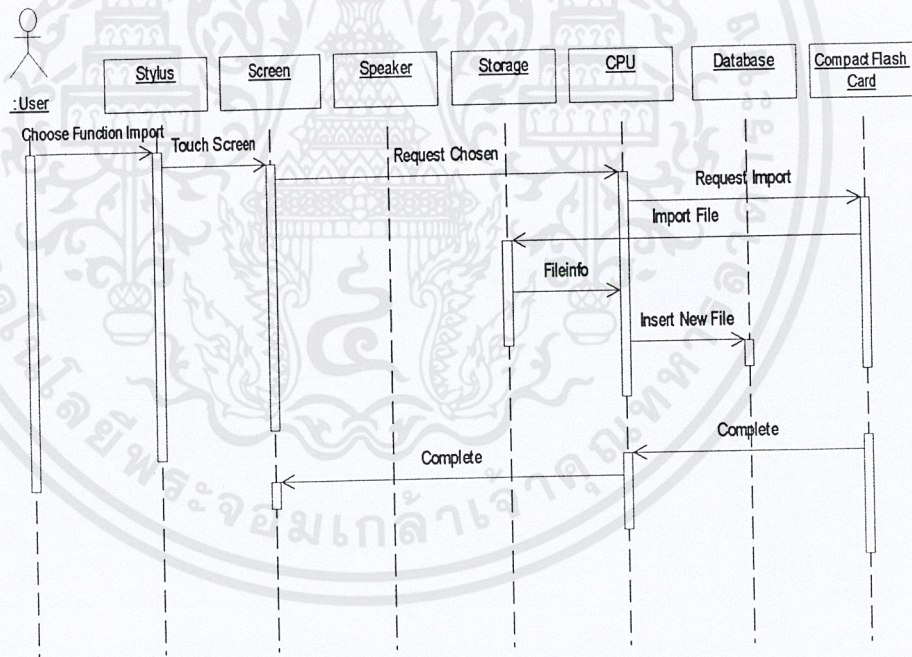 :User
Stylus
Screen
Speaker
Storage
CPU
Database
Compact Flash
Card
Choose Function Import
Touch Screen
Request Chosen
Request Import
Import File
Fileinfo
Insert New File
Complete
Complete